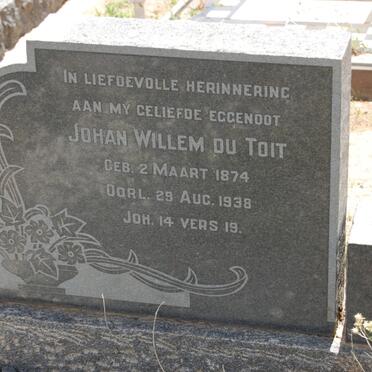 IN LIEFDEVOLLE HERINNERING
AAN MY GELIEFDE EGGENOOT
JOHAN WILLEM DU TOIT
GEB. 2 MAART 1874
OORL. 29 AUG. 1938
JOH. 14 VERS 19.